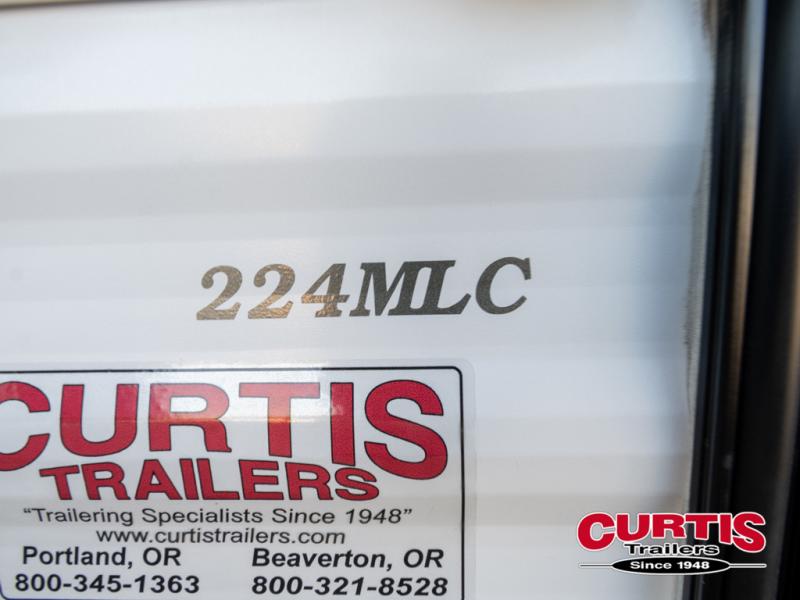 224MLC
CURTIS
TRAILERS
"Trailering Specialists Since 1948"
www.curtistrailers.com
Portland, OR Beaverton, OR
800-345-1363 800-321-8528
CURTIS
Trailers
Since 1948